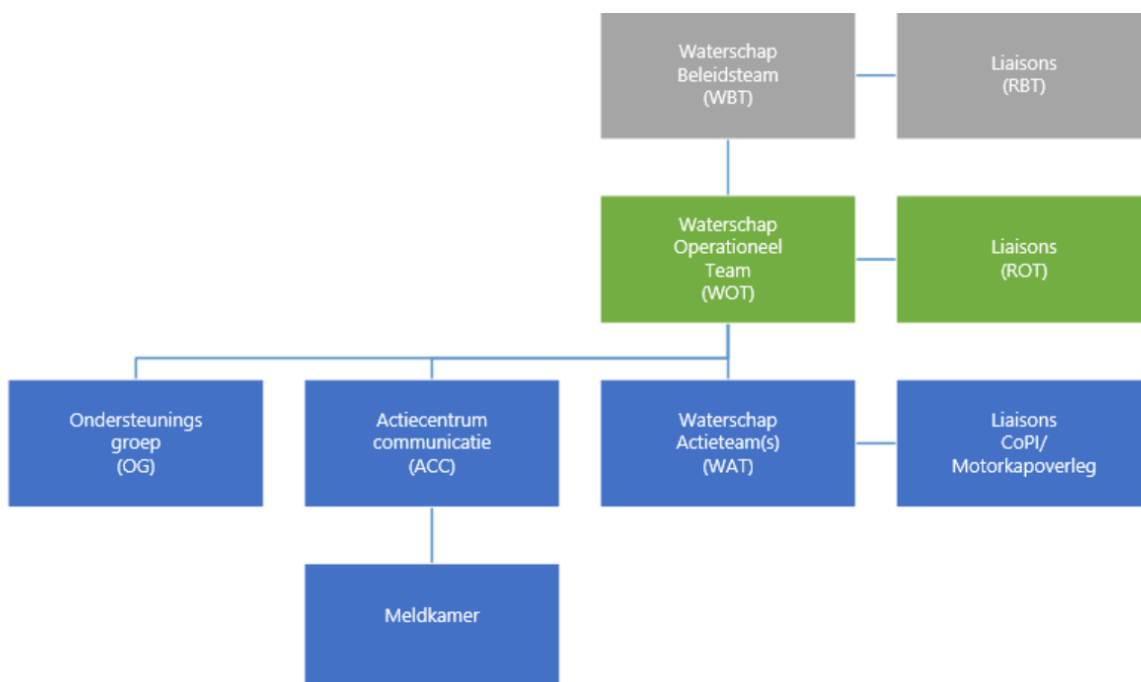 Waterschap
Beleidsteam
(WBT)
Liaisons
(RBT)
Waterschap
Operationeel
Team
(WOT)
Liaisons
(ROT)
Ondersteunings
groep
(OG)
Actiecentrum
communicatie
(ACC)
Waterschap
Actieteam(s)
(WAT)
Liaisons
CoPI/
Motorkapoverleg
Meldkamer